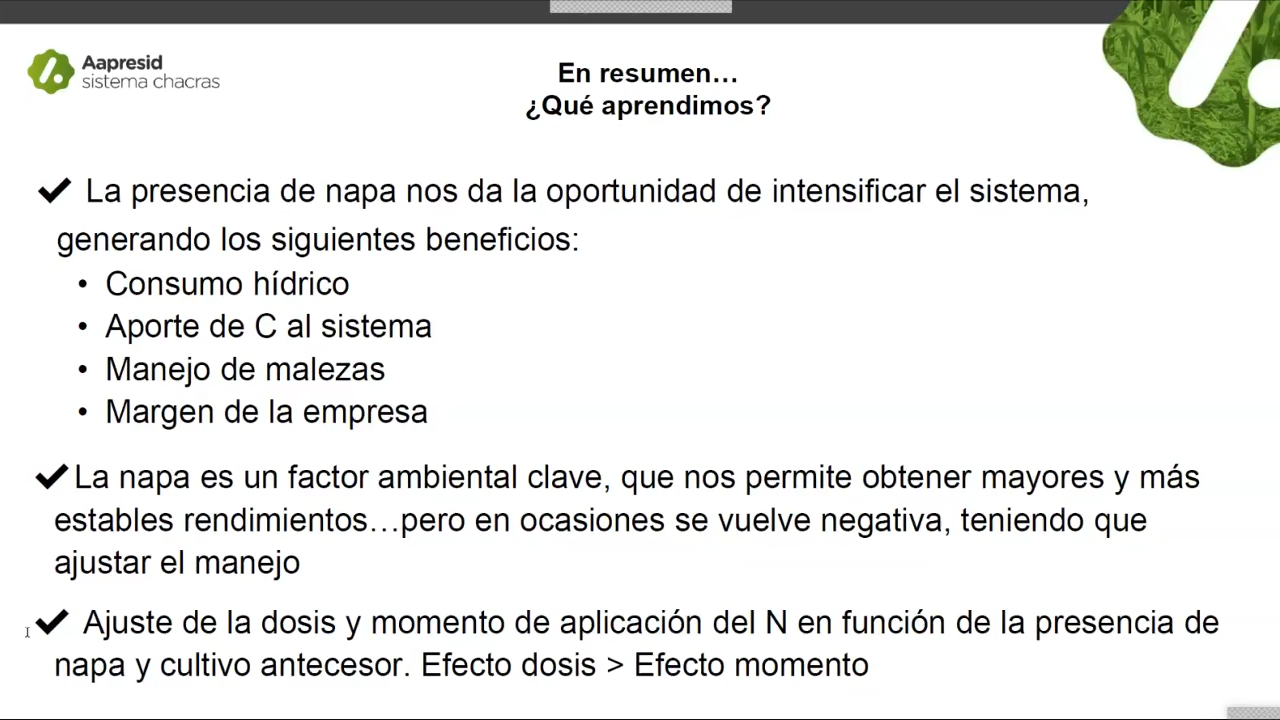 Aapresid
sistema chacras
En resumen…
¿Qué aprendimos?
✔ La presencia de napa nos da la oportunidad de intensificar el sistema,
generando los siguientes beneficios:
• Consumo hídrico
• Aporte de C al sistema
• Manejo de malezas
• Margen de la empresa
✔ La napa es un factor ambiental clave, que nos permite obtener mayores y más
estables rendimientos…pero en ocasiones se vuelve negativa, teniendo que
ajustar el manejo
✔ Ajuste de la dosis y momento de aplicación del N en función de la presencia de
napa y cultivo antecesor. Efecto dosis > Efecto momento